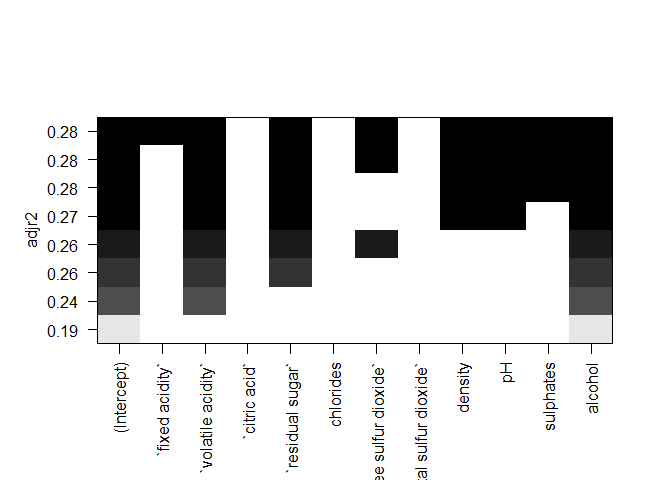 adjr2
0.28
0.28
0.28
0.27
0.26
0.26
0.24
0.19
(Intercept)
`fixed acidity`
`volatile acidity`
`citric acid`
`residual sugar`
chlorides
ee sulfur dioxide`
tal sulfur dioxide`
density
pH
sulphates
alcohol